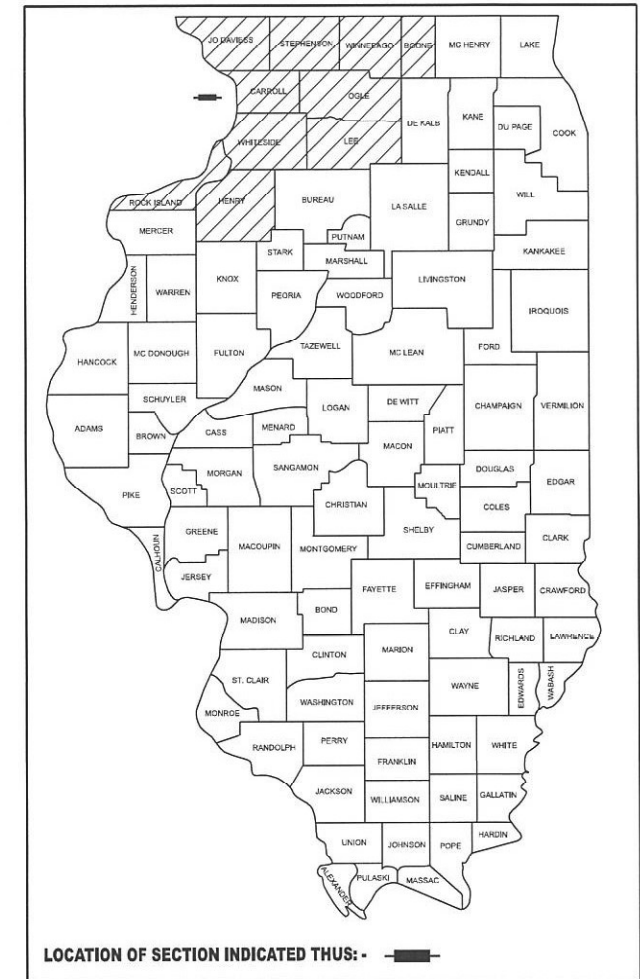 JO DAVIESS STEPHENSON WINNEBAGO BOONE MC HENRY LAKE
CARROLL OGLE DE KALB KANE DU PAGE COOK
WHITESIDE LEE
ROCK ISLAND HENRY BUREAU LA SALLE KENDALL WILL
MERCER PUTNAM GRUNDY
STARK MARSHALL KANKAKEE
HENDERSON WARREN KNOX PEORIA WOODFORD LIVINGSTON IROQUOIS
HANCOCK MC DONOUGH FULTON TAZEWELL MC LEAN FORD
MASON
SCHUYLER LOGAN DE WITT CHAMPAIGN VERMILION
ADAMS BROWN CASS MENARD MACON PIATT
PIKE SCOTT MORGAN SANGAMON MOULTRIE DOUGLAS EDGAR
CHRISTIAN COLES
CALHOUN GREENE MACOUPIN MONTGOMERY SHELBY CUMBERLAND CLARK
JERSEY
FAYETTE EFFINGHAM JASPER CRAWFORD
MADISON BOND
CLINTON MARION CLAY RICHLAND LAWRENCE
ST. CLAIR WASHINGTON JEFFERSON WAYNE EDWARDS WABASH
MONROE
RANDOLPH PERRY FRANKLIN HAMILTON WHITE
JACKSON WILLIAMSON SALINE GALLATIN
UNION JOHNSON POPE HARDIN
ALEXANDER PULASKI MASSAC
LOCATION OF SECTION INDICATED THUS: -